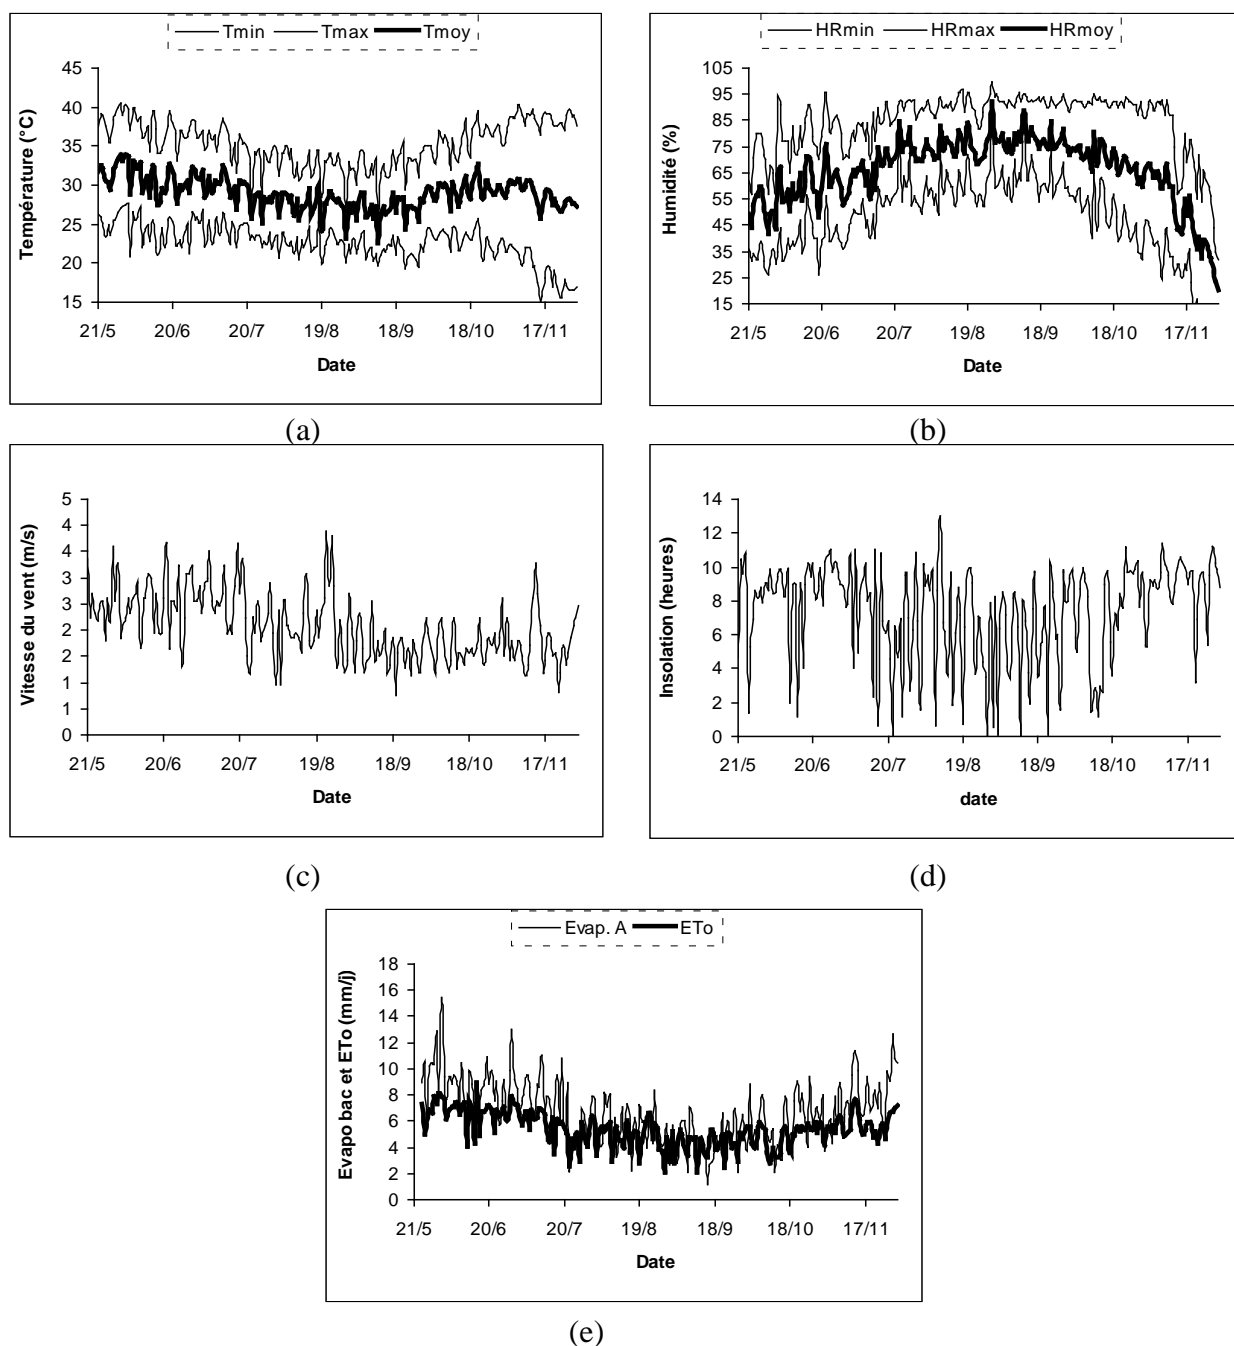 Tmin Tmax Tmoy
45
40
35
30
25
20
15
Température (°C)
21/5 20/6 20/7 19/8 18/9 18/10 17/11
Date
(a)
HRmin HRmax HRmoy
105
95
85
75
65
55
45
35
25
15
Humidité (%)
21/5 20/6 20/7 19/8 18/9 18/10 17/11
Date
(b)
5
4
4
3
3
2
2
1
1
0
Vitesse du vent (m/s)
21/5 20/6 20/7 19/8 18/9 18/10 17/11
Date
(c)
14
12
10
8
6
4
2
0
Insolation (heures)
21/5 20/6 20/7 19/8 18/9 18/10 17/11
date
(d)
Evap. A ETo
18
16
14
12
10
8
6
4
2
0
Evapo bac et ETo (mm/j)
21/5 20/6 20/7 19/8 18/9 18/10 17/11
Date
(e)